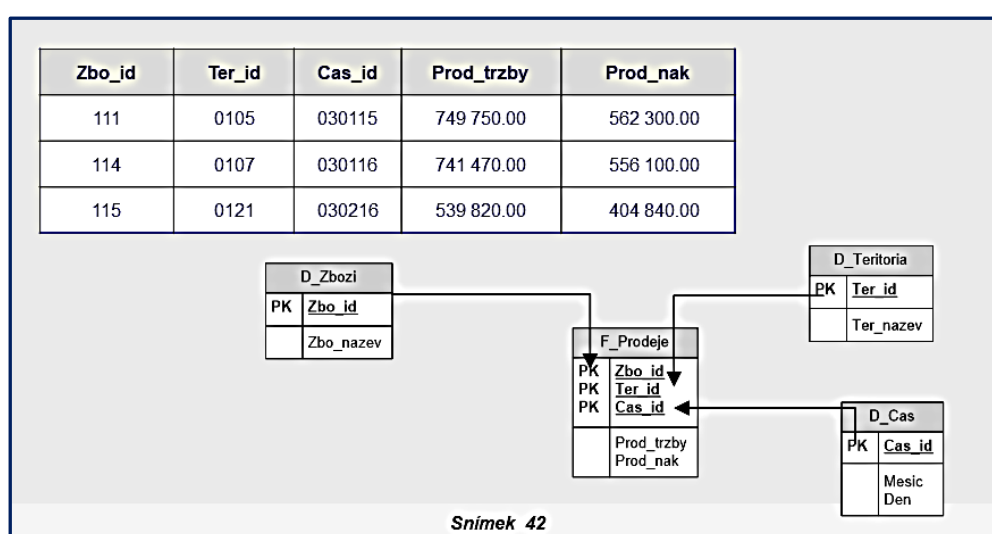 Zbo_id Ter_id Cas_id Prod_trzby Prod_nak
111 0105 030115 749 750.00 562 300.00
114 0107 030116 741 470.00 556 100.00
115 0121 030216 539 820.00 404 840.00
D_Zbozi
PK Zbo_id
Zbo_nazev
D_Teritoria
PK Ter_id
Ter_nazev
F_Prodeje
PK Zbo_id
PK Ter_id
PK Cas_id
Prod_trzby
Prod_nak
D_Cas
PK Cas_id
Mesic
Den
Snímek 42